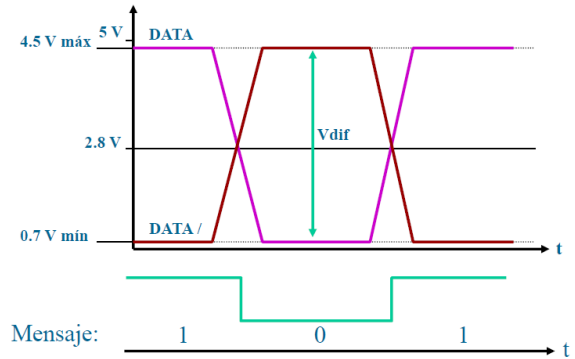 5 V
4.5 V máx
DATA
Vdif
2.8 V
0.7 V mín
DATA /
t
Mensaje: 1 0 1
t